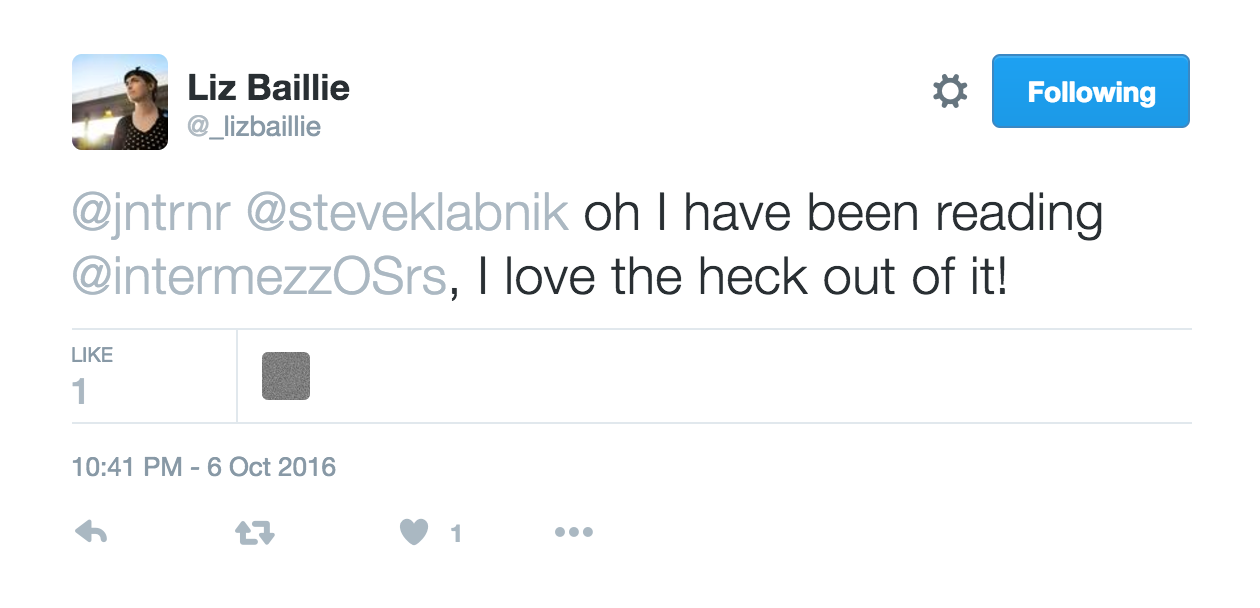 Liz Baillie
@_lizbaillie
Following
@jntrnr @steveklabnik oh I have been reading
@intermezzOSrs, I love the heck out of it!
LIKE
1
10:41 PM - 6 Oct 2016
1